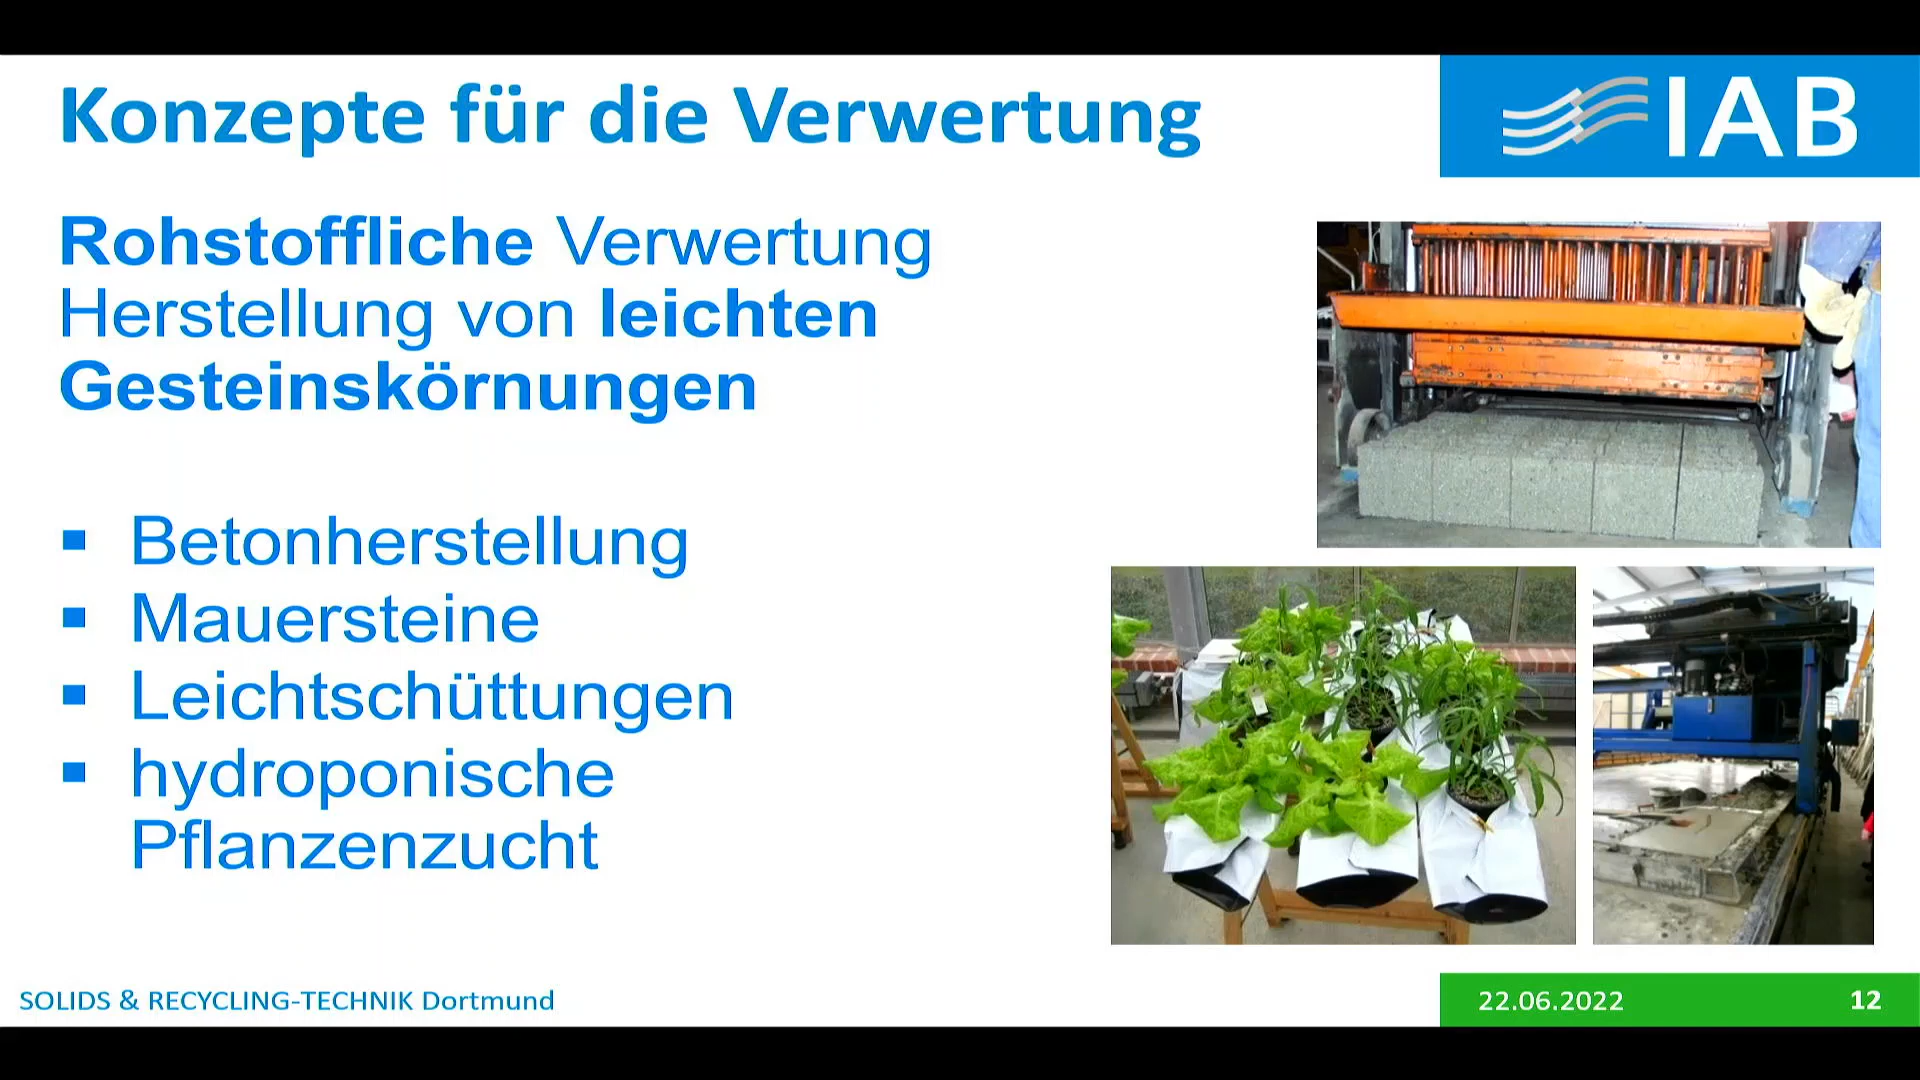 Konzepte für die Verwertung
IAB
Rohstoffliche Verwertung
Herstellung von leichten
Gesteinskörnungen
▪ Betonherstellung
▪ Mauersteine
▪ Leichtschüttungen
▪ hydroponische
Pflanzenzucht
SOLIDS & RECYCLING-TECHNIK Dortmund
22.06.2022
12